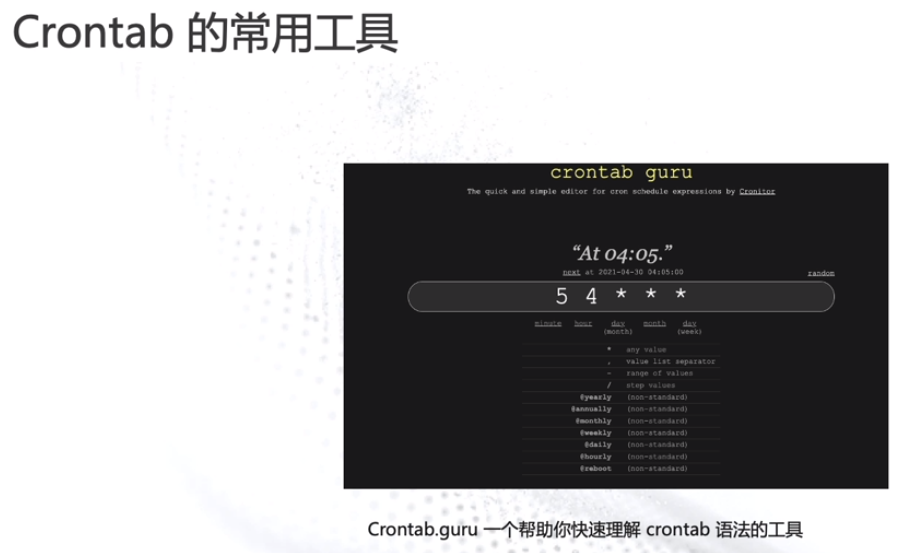 Crontab 的常用工具
crontab guru
The quick and simple editor for cron schedule expressions by Cronitor
“At 04:05.”
next at 2021-04-30 04:05:00
random
5 4 * * *
minute hour day month day
(month) (week)
* any value
, value list separator
- range of values
/ step values
@yearly (non-standard)
@annually (non-standard)
@monthly (non-standard)
@weekly (non-standard)
@daily (non-standard)
@hourly (non-standard)
@reboot (non-standard)
Crontab.guru 一个帮助你快速理解 crontab 语法的工具